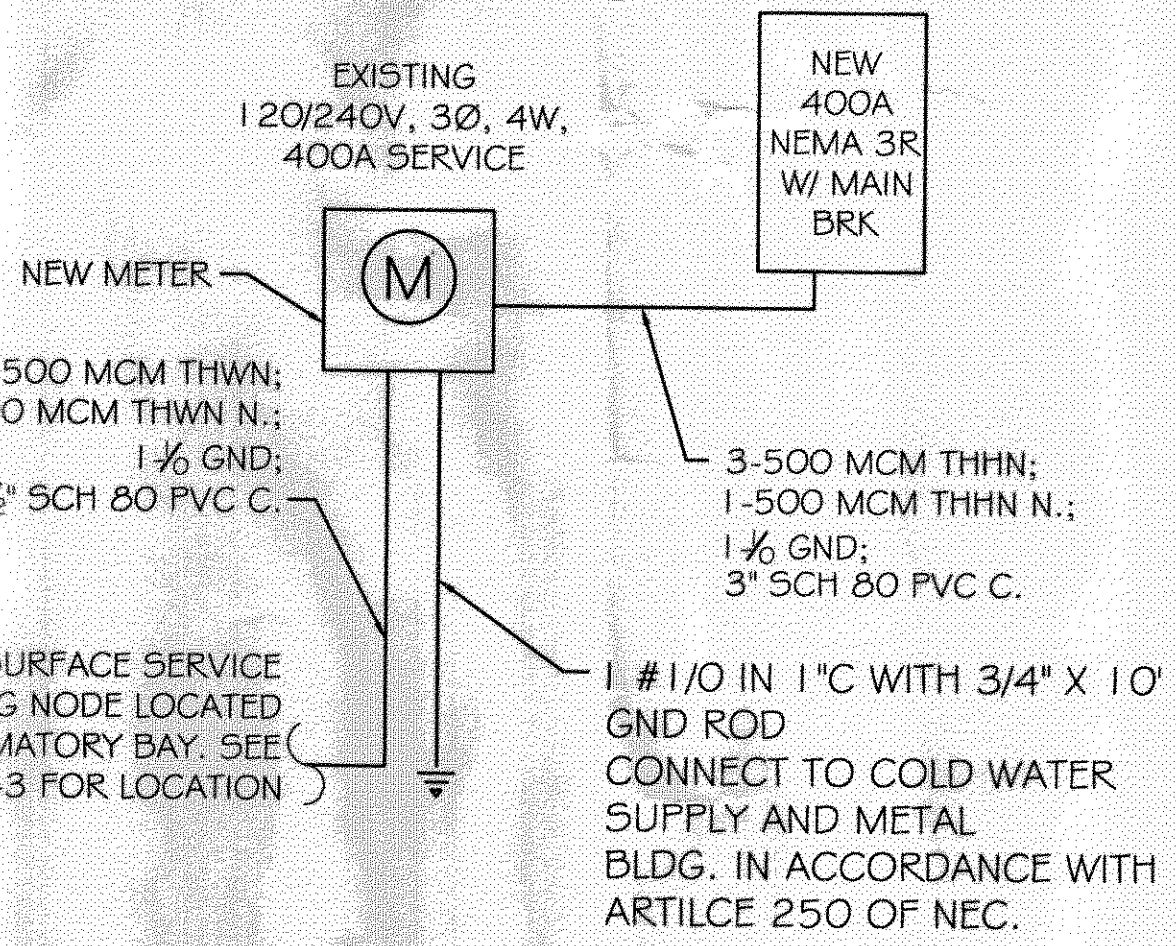 EXISTING
120/240V, 3Ø, 4W,
400A SERVICE
NEW
400A
NEMA 3R
W/ MAIN
BRK
NEW METER
M
500 MCM THWN;
MCM THWN N.;
1-1/0 GND;
SCH 80 PVC C.
3-500 MCM THHN;
1-500 MCM THHN N.;
1-1/0 GND;
3" SCH 80 PVC C.
SERVICE
NODE LOCATED
BAY. SEE
FOR LOCATION
1 #1/0 IN 1"C WITH 3/4" X 10'
GND ROD
CONNECT TO COLD WATER
SUPPLY AND METAL
BLDG. IN ACCORDANCE WITH
ARTILCE 250 OF NEC.